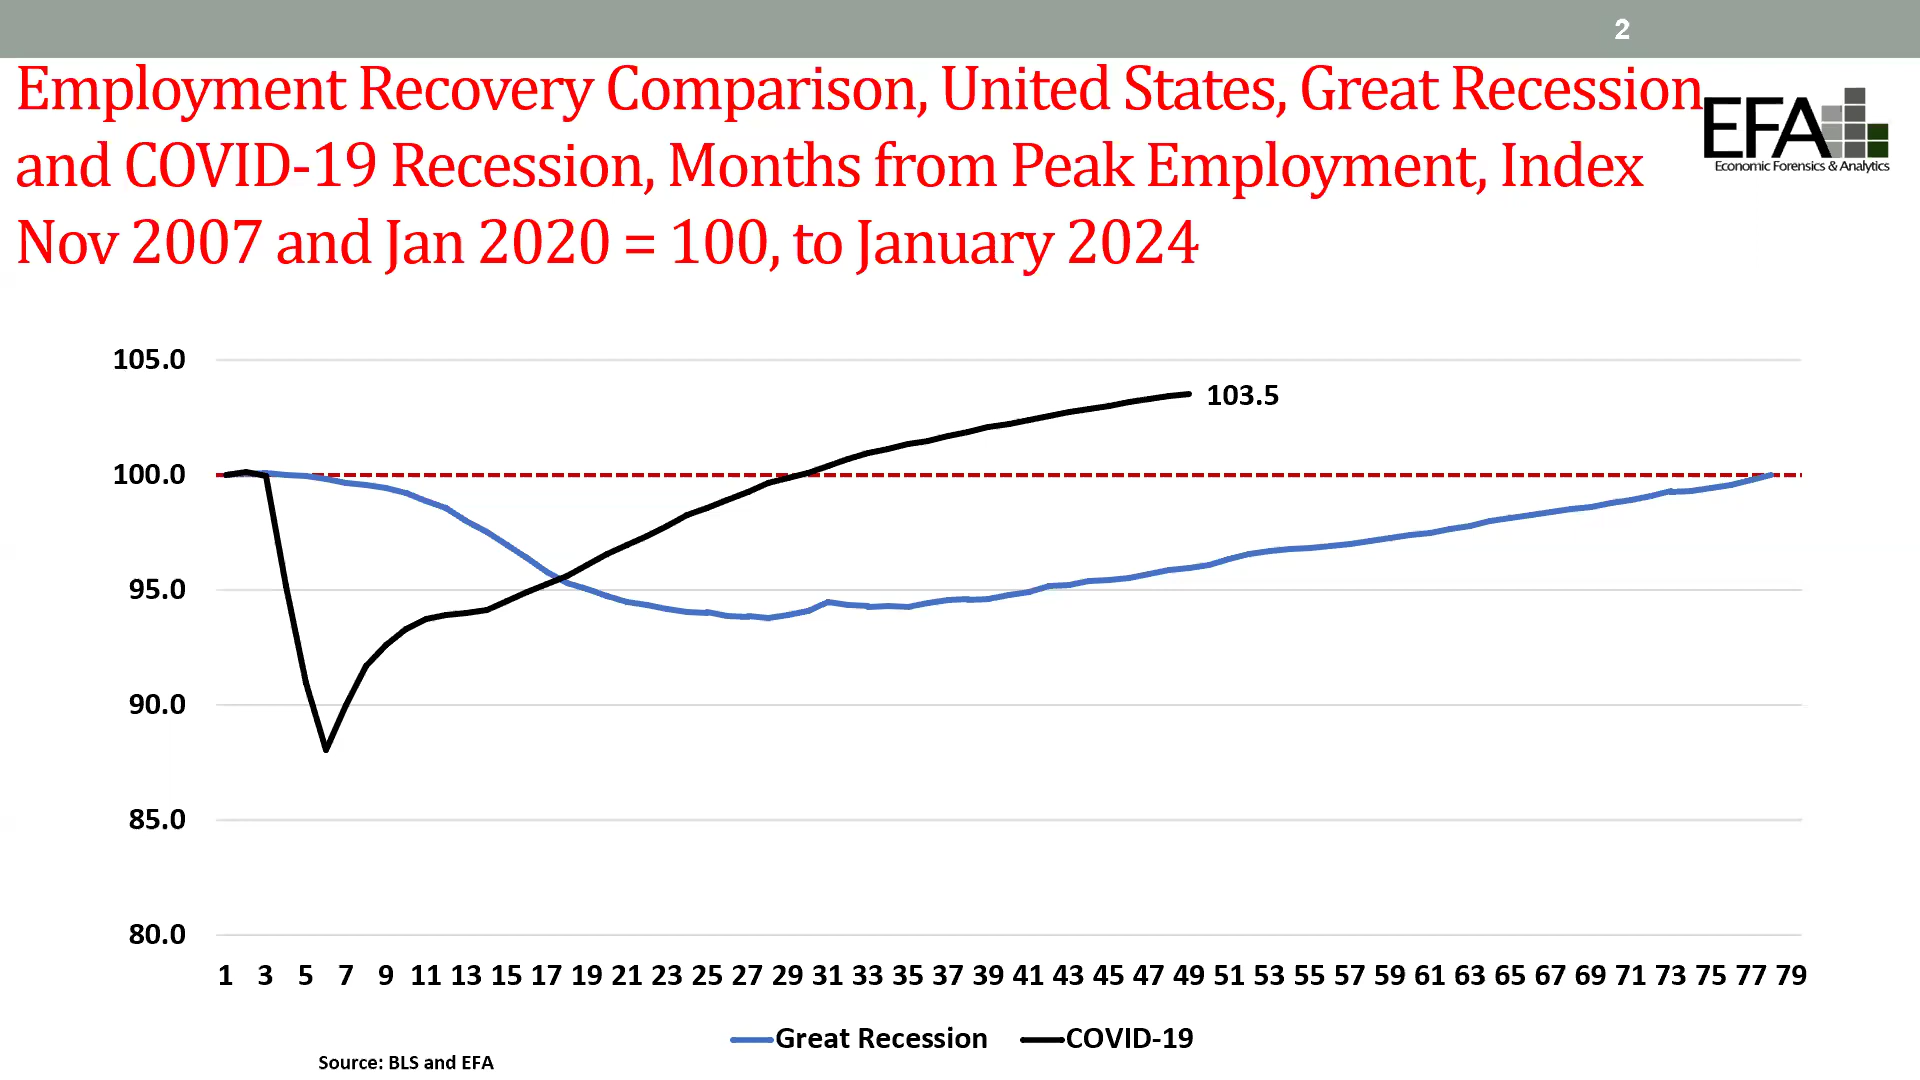 2
Employment Recovery Comparison, United States, Great Recession
and COVID-19 Recession, Months from Peak Employment, Index
Nov 2007 and Jan 2020 = 100, to January 2024
EFA
Economic Forensics & Analytics
105.0
103.5
100.0
95.0
90.0
85.0
80.0
1 3 5 7 9 11 13 15 17 19 21 23 25 27 29 31 33 35 37 39 41 43 45 47 49 51 53 55 57 59 61 63 65 67 69 71 73 75 77 79
Great Recession COVID-19
Source: BLS and EFA